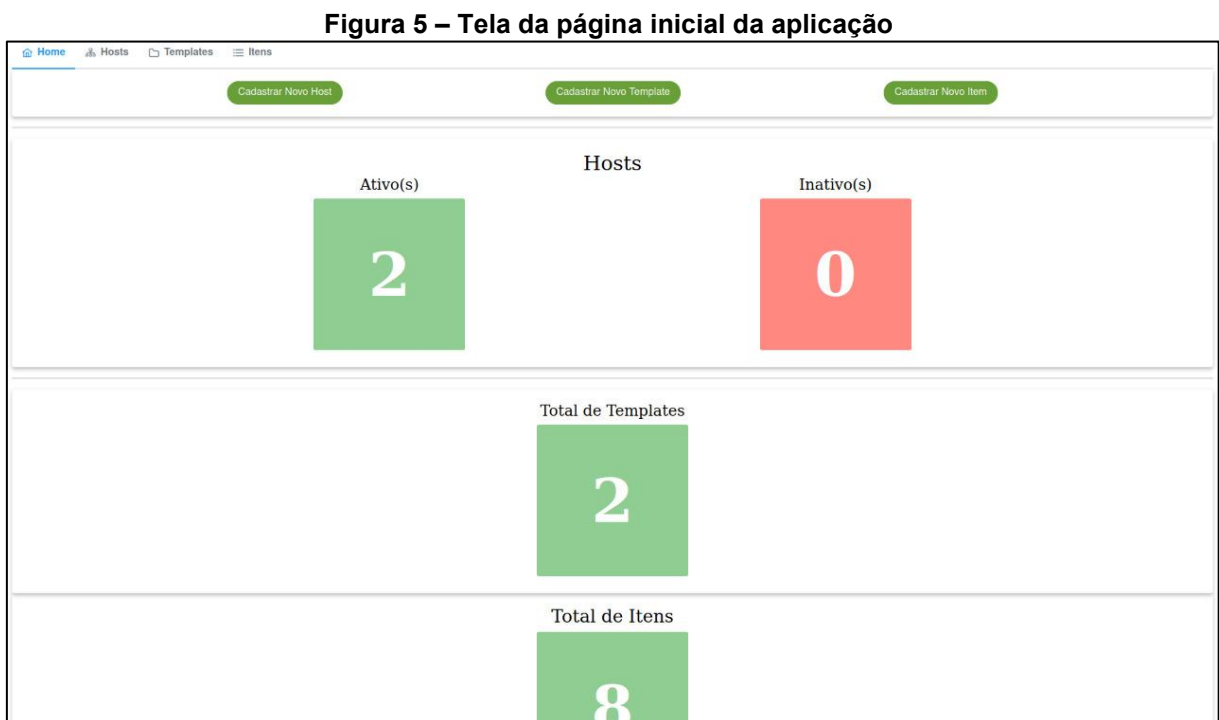 Figura 5 – Tela da página inicial da aplicação
Home Hosts Templates Itens
Cadastrar Novo Host Cadastrar Novo Template Cadastrar Novo Item
Hosts
Ativo(s) Inativo(s)
2 0
Total de Templates
2
Total de Itens
8